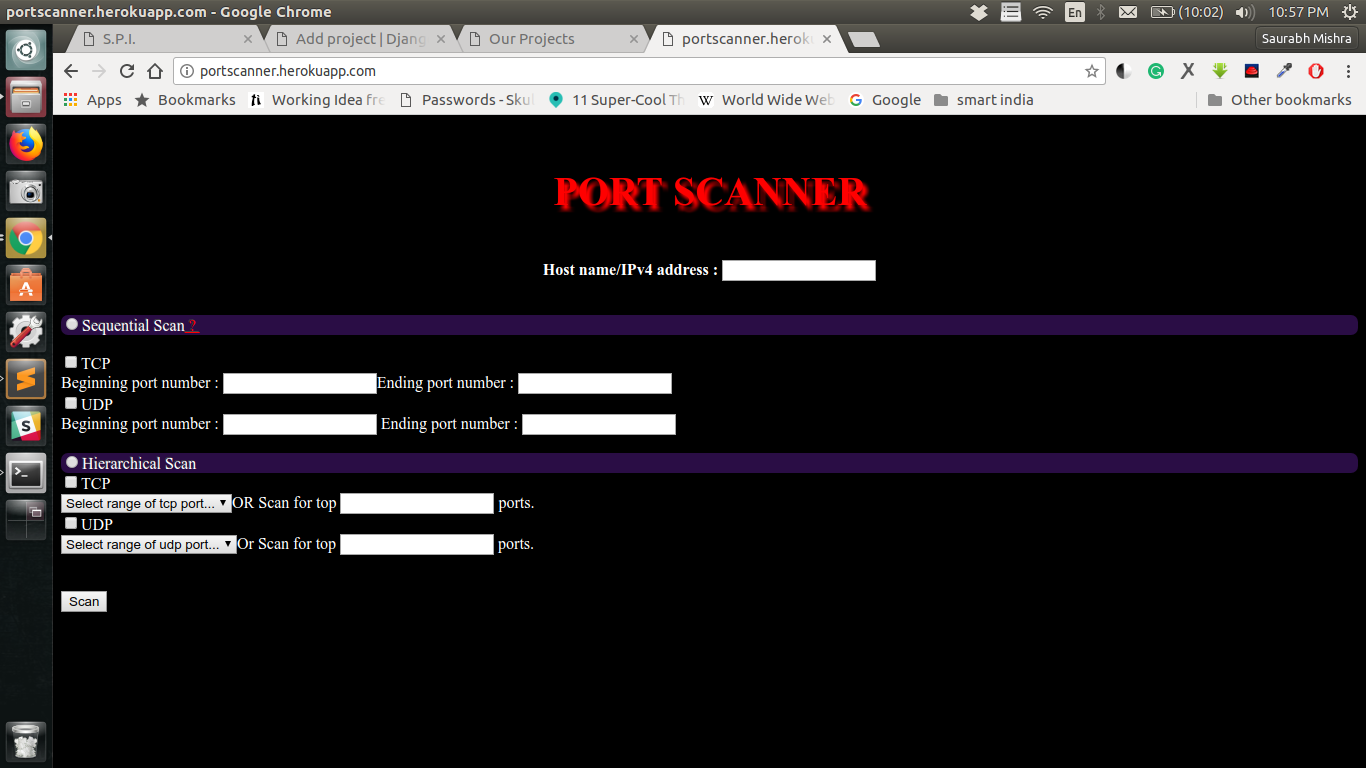 portscanner.herokuapp.com - Google Chrome
En
(10:02)
10:57 PM
S.P.I.
Add project | Djang
Our Projects
portscanner.heroku
Saurabh Mishra
portscanner.herokuapp.com
Apps
Bookmarks
Working Idea fre
Passwords - Skul
11 Super-Cool Th
World Wide Web
Google
smart india
Other bookmarks
PORT SCANNER
Host name/IPv4 address :
Sequential Scan ?
TCP
Beginning port number : Ending port number :
UDP
Beginning port number : Ending port number :
Hierarchical Scan
TCP
Select range of tcp port... OR Scan for top ports.
UDP
Select range of udp port... Or Scan for top ports.
Scan